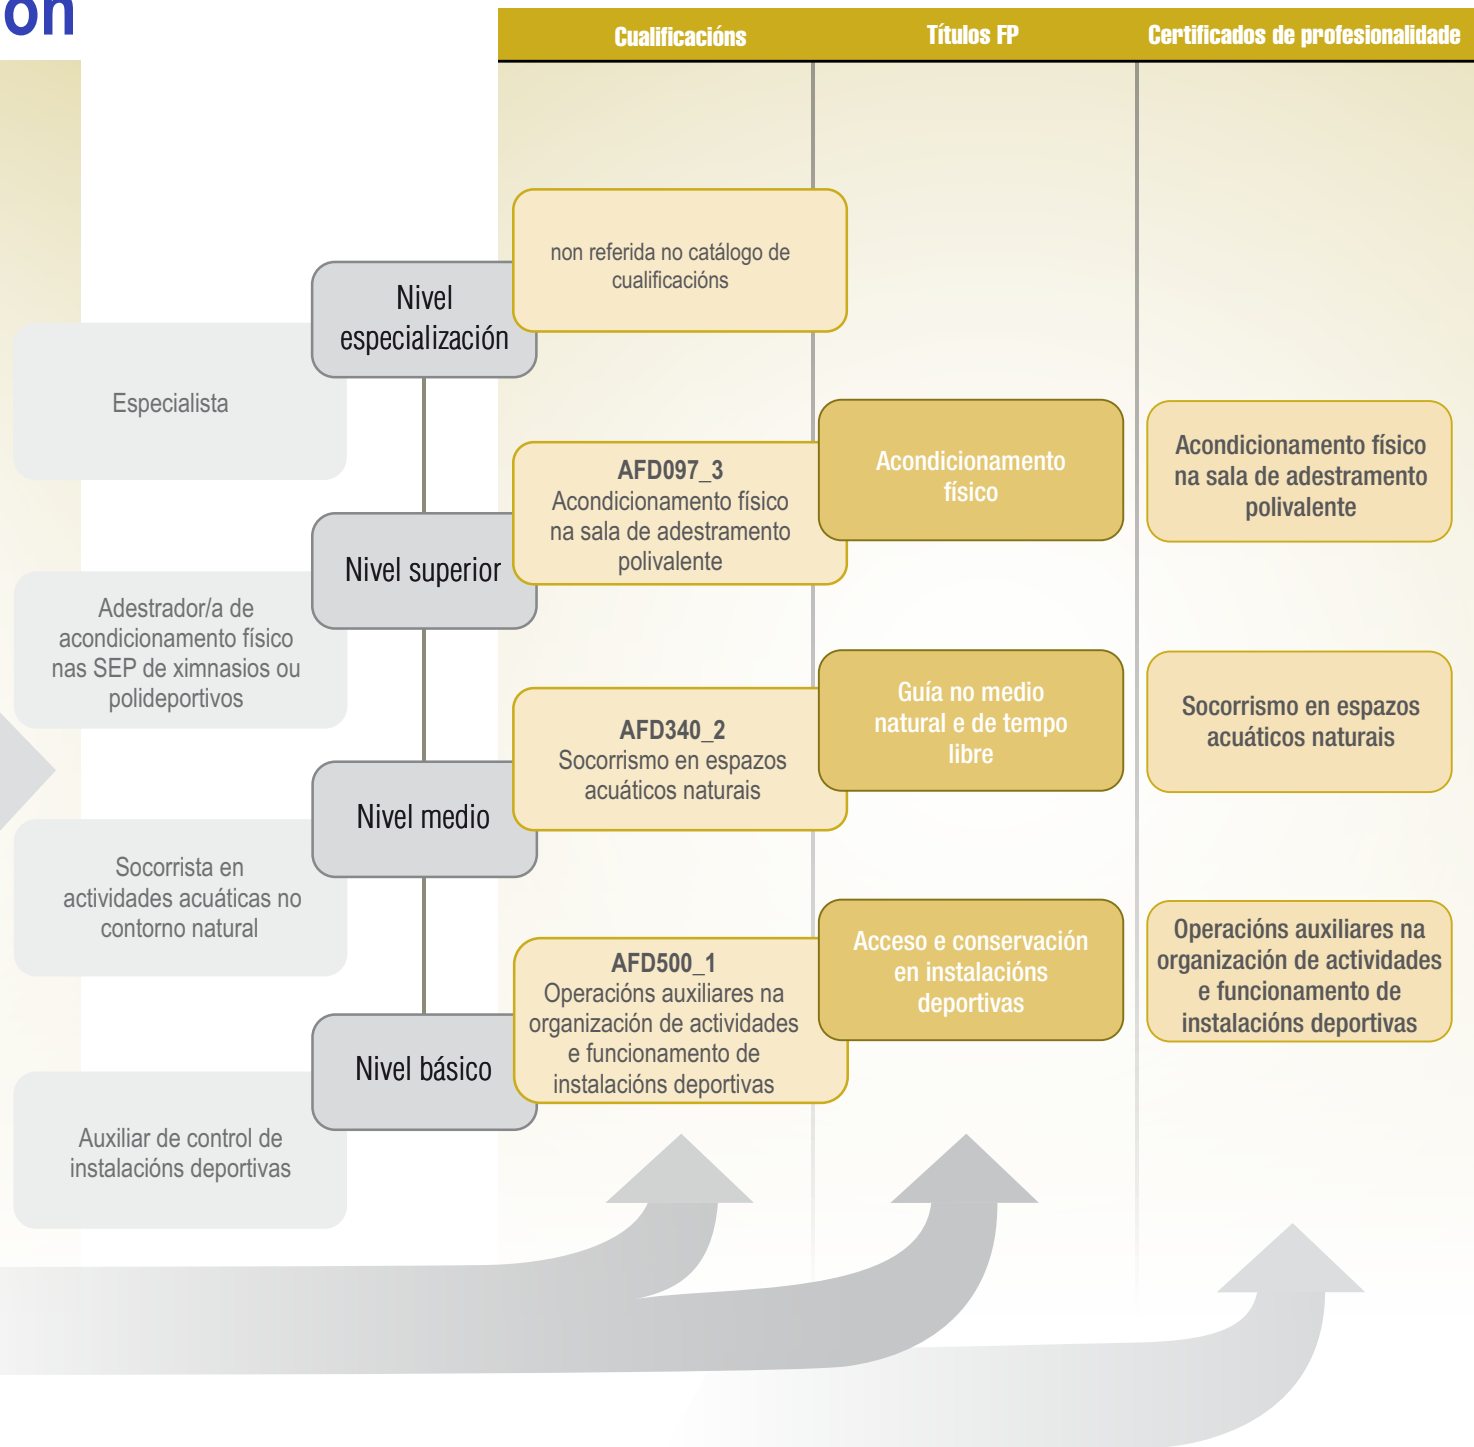 ón
Cualificacións
Títulos FP
Certificados de profesionalidade
non referida no catálogo de
cualificacións
Nivel
especialización
Especialista
AFD097_3
Acondicionamento físico
na sala de adestramento
polivalente
Acondicionamento
físico
Acondicionamento físico
na sala de adestramento
polivalente
Nivel superior
Adestrador/a de
acondicionamento físico
nas SEP de ximnasios ou
polideportivos
AFD340_2
Socorrismo en espazos
acuáticos naturais
Guía no medio
natural e de tempo
libre
Socorrismo en espazos
acuáticos naturais
Nivel medio
Socorrista en
actividades acuáticas no
contorno natural
AFD500_1
Operacións auxiliares na
organización de actividades
e funcionamento de
instalacións deportivas
Acceso e conservación
en instalacións
deportivas
Operacións auxiliares na
organización de actividades
e funcionamento de
instalacións deportivas
Nivel básico
Auxiliar de control de
instalacións deportivas